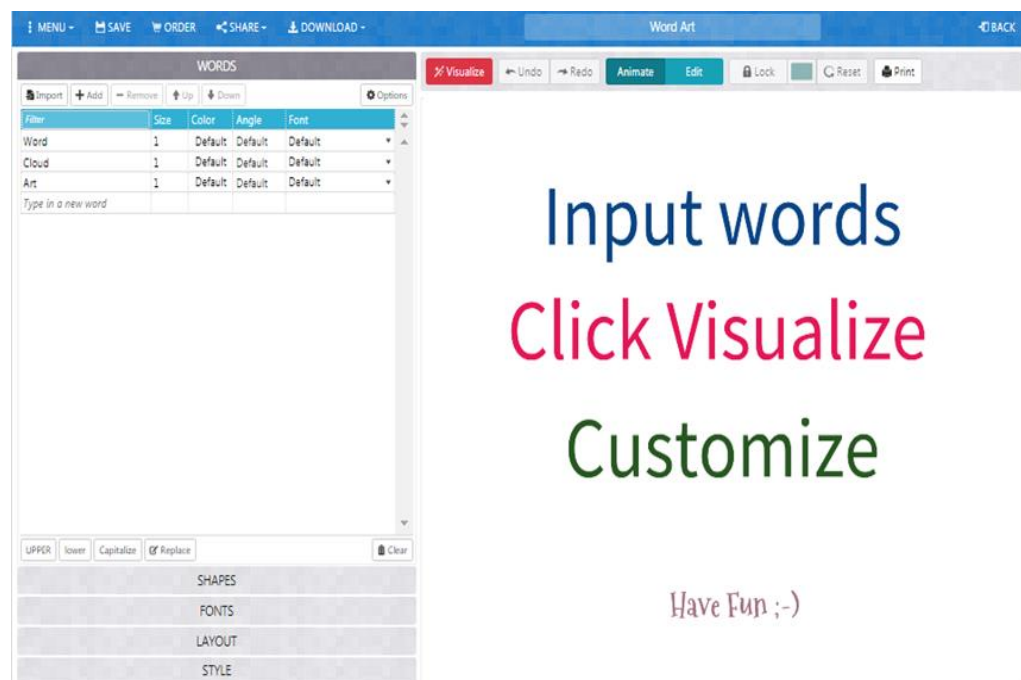 MENU SAVE ORDER SHARE DOWNLOAD Word Art BACK
WORDS
Import Add Remove Up Down Options
Filter Size Color Angle Font
Word 1 Default Default Default
Cloud 1 Default Default Default
Art 1 Default Default Default
Type in a new word
UPPER lower Capitalize Replace Clear
SHAPES
FONTS
LAYOUT
STYLE
Visualize Undo Redo Animate Edit Lock Reset Print
Input words
Click Visualize
Customize
Have Fun ;-)